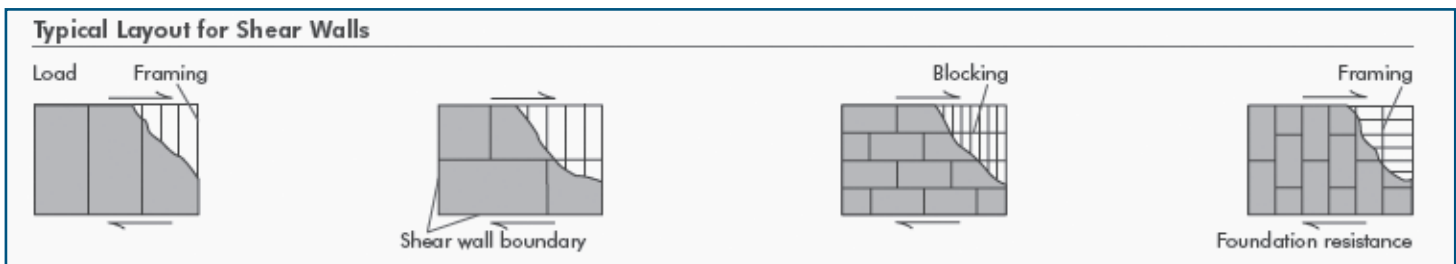 Typical Layout for Shear Walls
Load Framing Blocking Framing
Shear wall boundary Foundation resistance